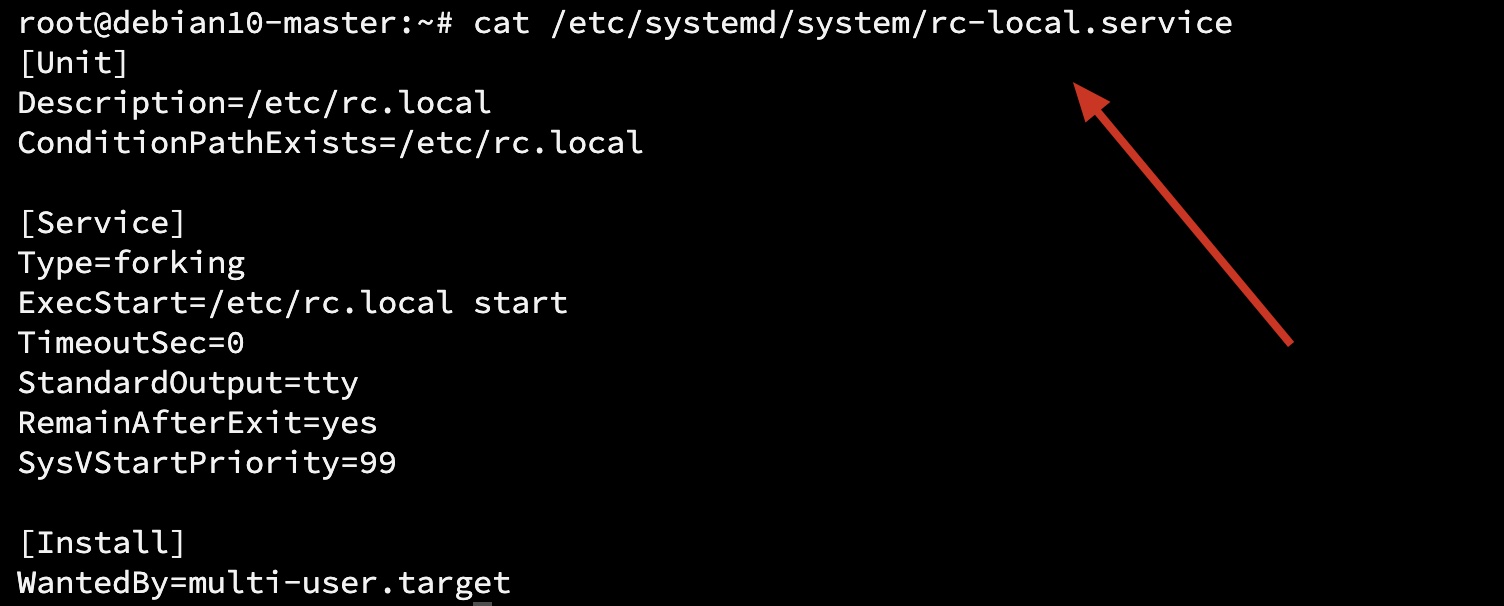 root@debian10-master:~# cat /etc/systemd/system/rc-local.service
[Unit]
Description=/etc/rc.local
ConditionPathExists=/etc/rc.local
[Service]
Type=forking
ExecStart=/etc/rc.local start
TimeoutSec=0
StandardOutput=tty
RemainAfterExit=yes
SysVStartPriority=99
[Install]
WantedBy=multi-user.target